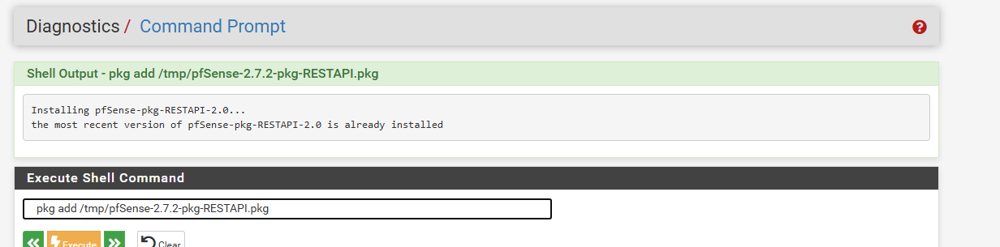 Diagnostics / Command Prompt
Shell Output - pkg add /tmp/pfSense-2.7.2-pkg-RESTAPI.pkg
Installing pfSense-pkg-RESTAPI-2.0...
the most recent version of pfSense-pkg-RESTAPI-2.0 is already installed
Execute Shell Command
pkg add /tmp/pfSense-2.7.2-pkg-RESTAPI.pkg
Execute Clear